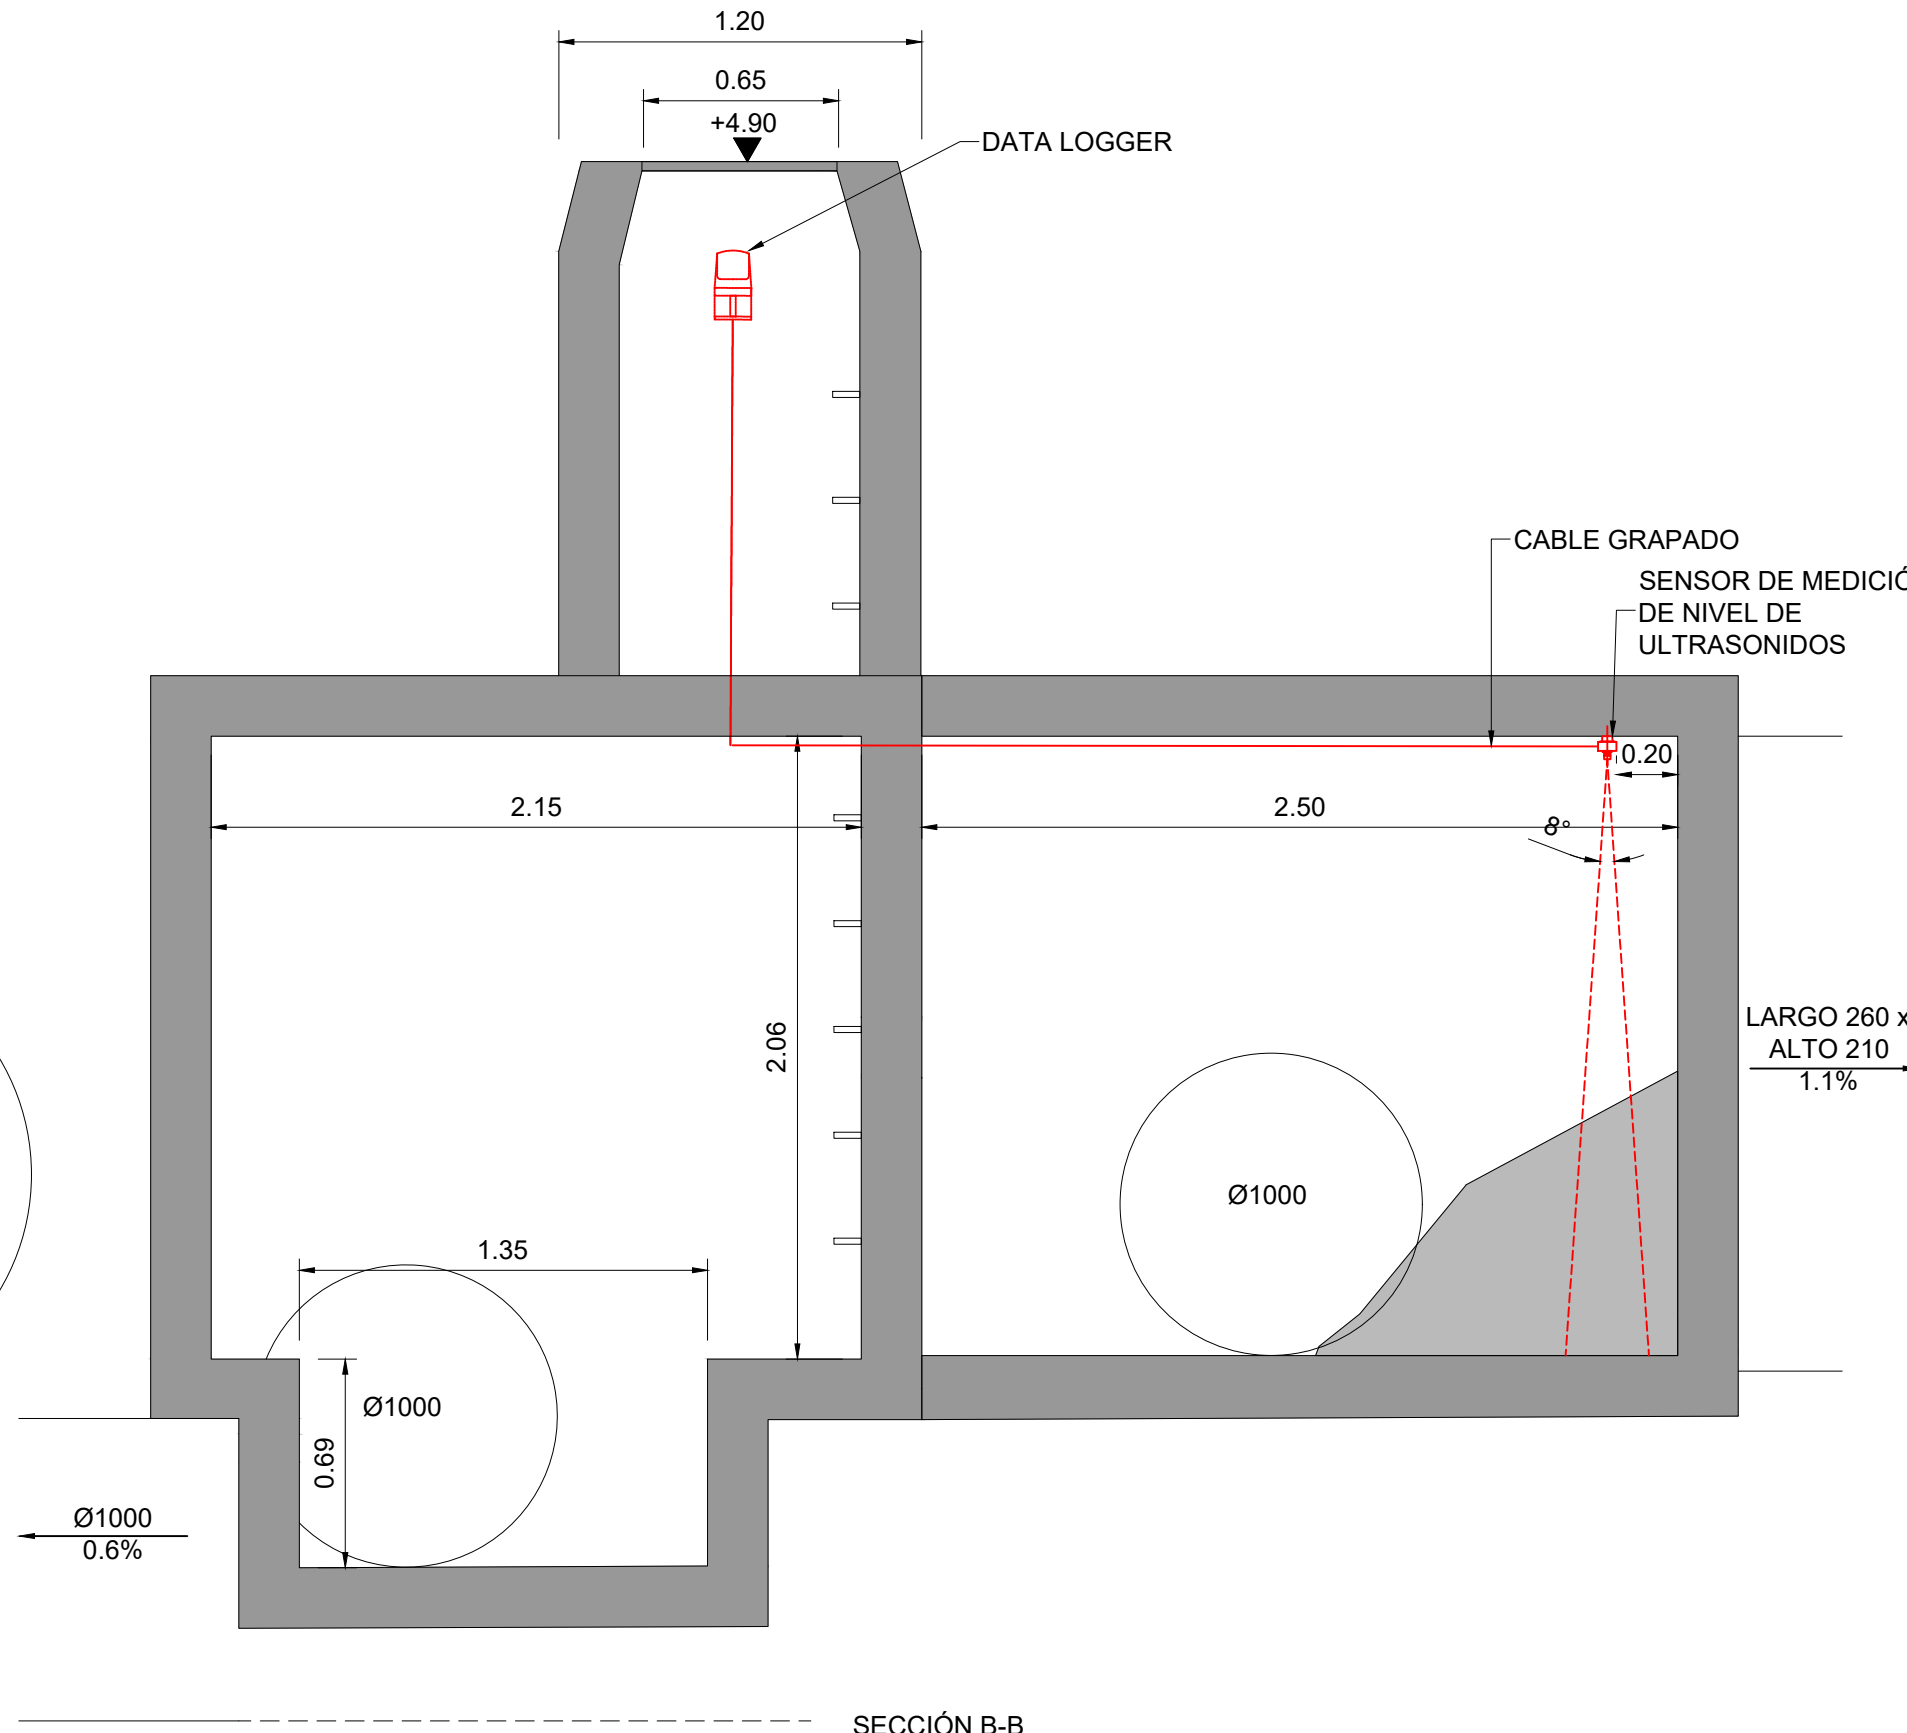 1.20
0.65
+4.90
DATA LOGGER
CABLE GRAPADO
SENSOR DE MEDICIÓ
DE NIVEL DE
ULTRASONIDOS
0.20
2.15
2.50
8°
2.06
LARGO 260 x
ALTO 210
1.1%
Ø1000
1.35
Ø1000
0.69
Ø1000
0.6%
SECCIÓN B-B